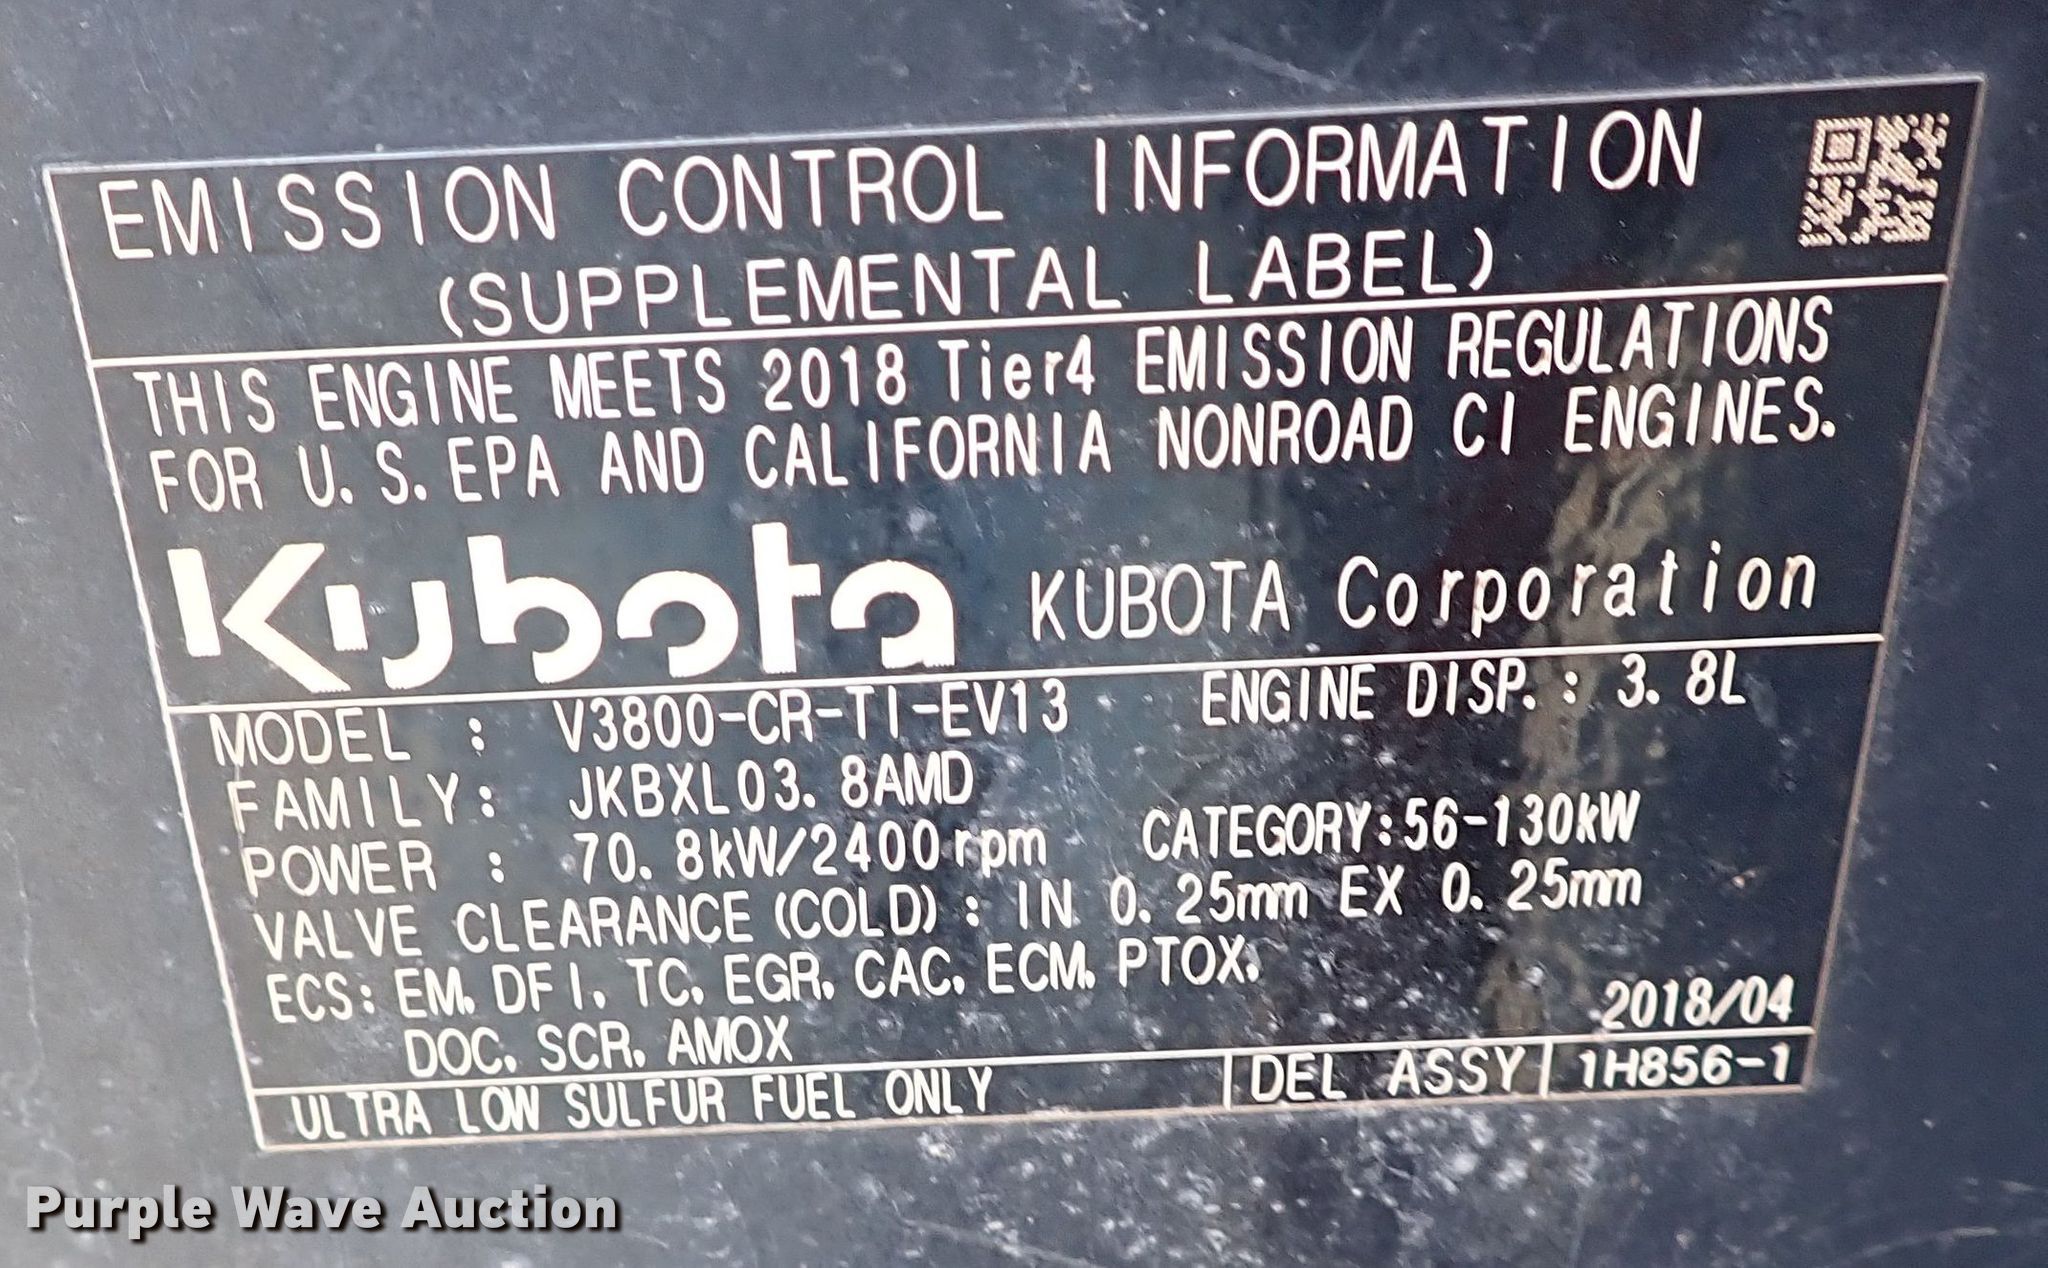 EMISSION CONTROL INFORMATION
(SUPPLEMENTAL LABEL)
THIS ENGINE MEETS 2018 Tier4 EMISSION REGULATIONS
FOR U.S.EPA AND CALIFORNIA NONROAD CI ENGINES.
Kubota KUBOTA Corporation
MODEL : V3800-CR-TI-EV13 ENGINE DISP.: 3.8L
FAMILY: JKBXL03.8AMD
POWER : 70.8kW/2400rpm CATEGORY:56-130kW
VALVE CLEARANCE(COLD): IN 0.25mm EX 0.25mm
ECS: EM, DFI, TC, EGR, CAC, ECM, PTOX,
DOC, SCR, AMOX 2018/04
ULTRA LOW SULFUR FUEL ONLY DEL ASSY 1H856-1
Purple Wave Auction